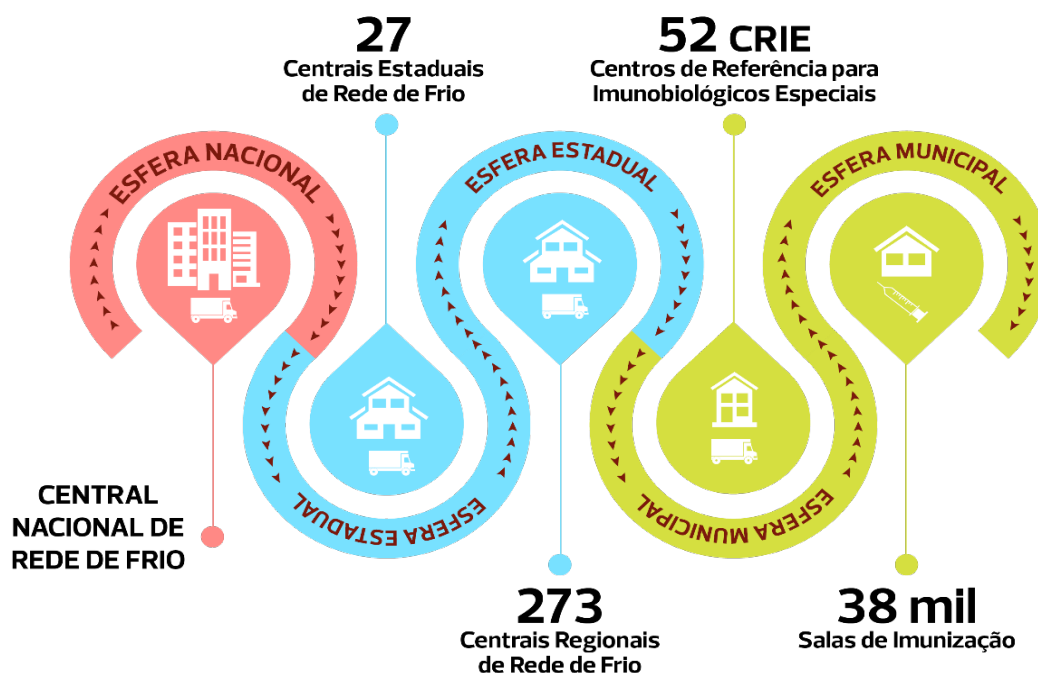 27
Centrais Estaduais
de Rede de Frio
52 CRIE
Centros de Referência para
Imunobiológicos Especiais
ESFERA NACIONAL
ESFERA ESTADUAL
ESFERA MUNICIPAL
ESFERA ESTADUAL
ESFERA MUNICIPAL
CENTRAL
NACIONAL DE
REDE DE FRIO
273
Centrais Regionais
de Rede de Frio
38 mil
Salas de Imunização